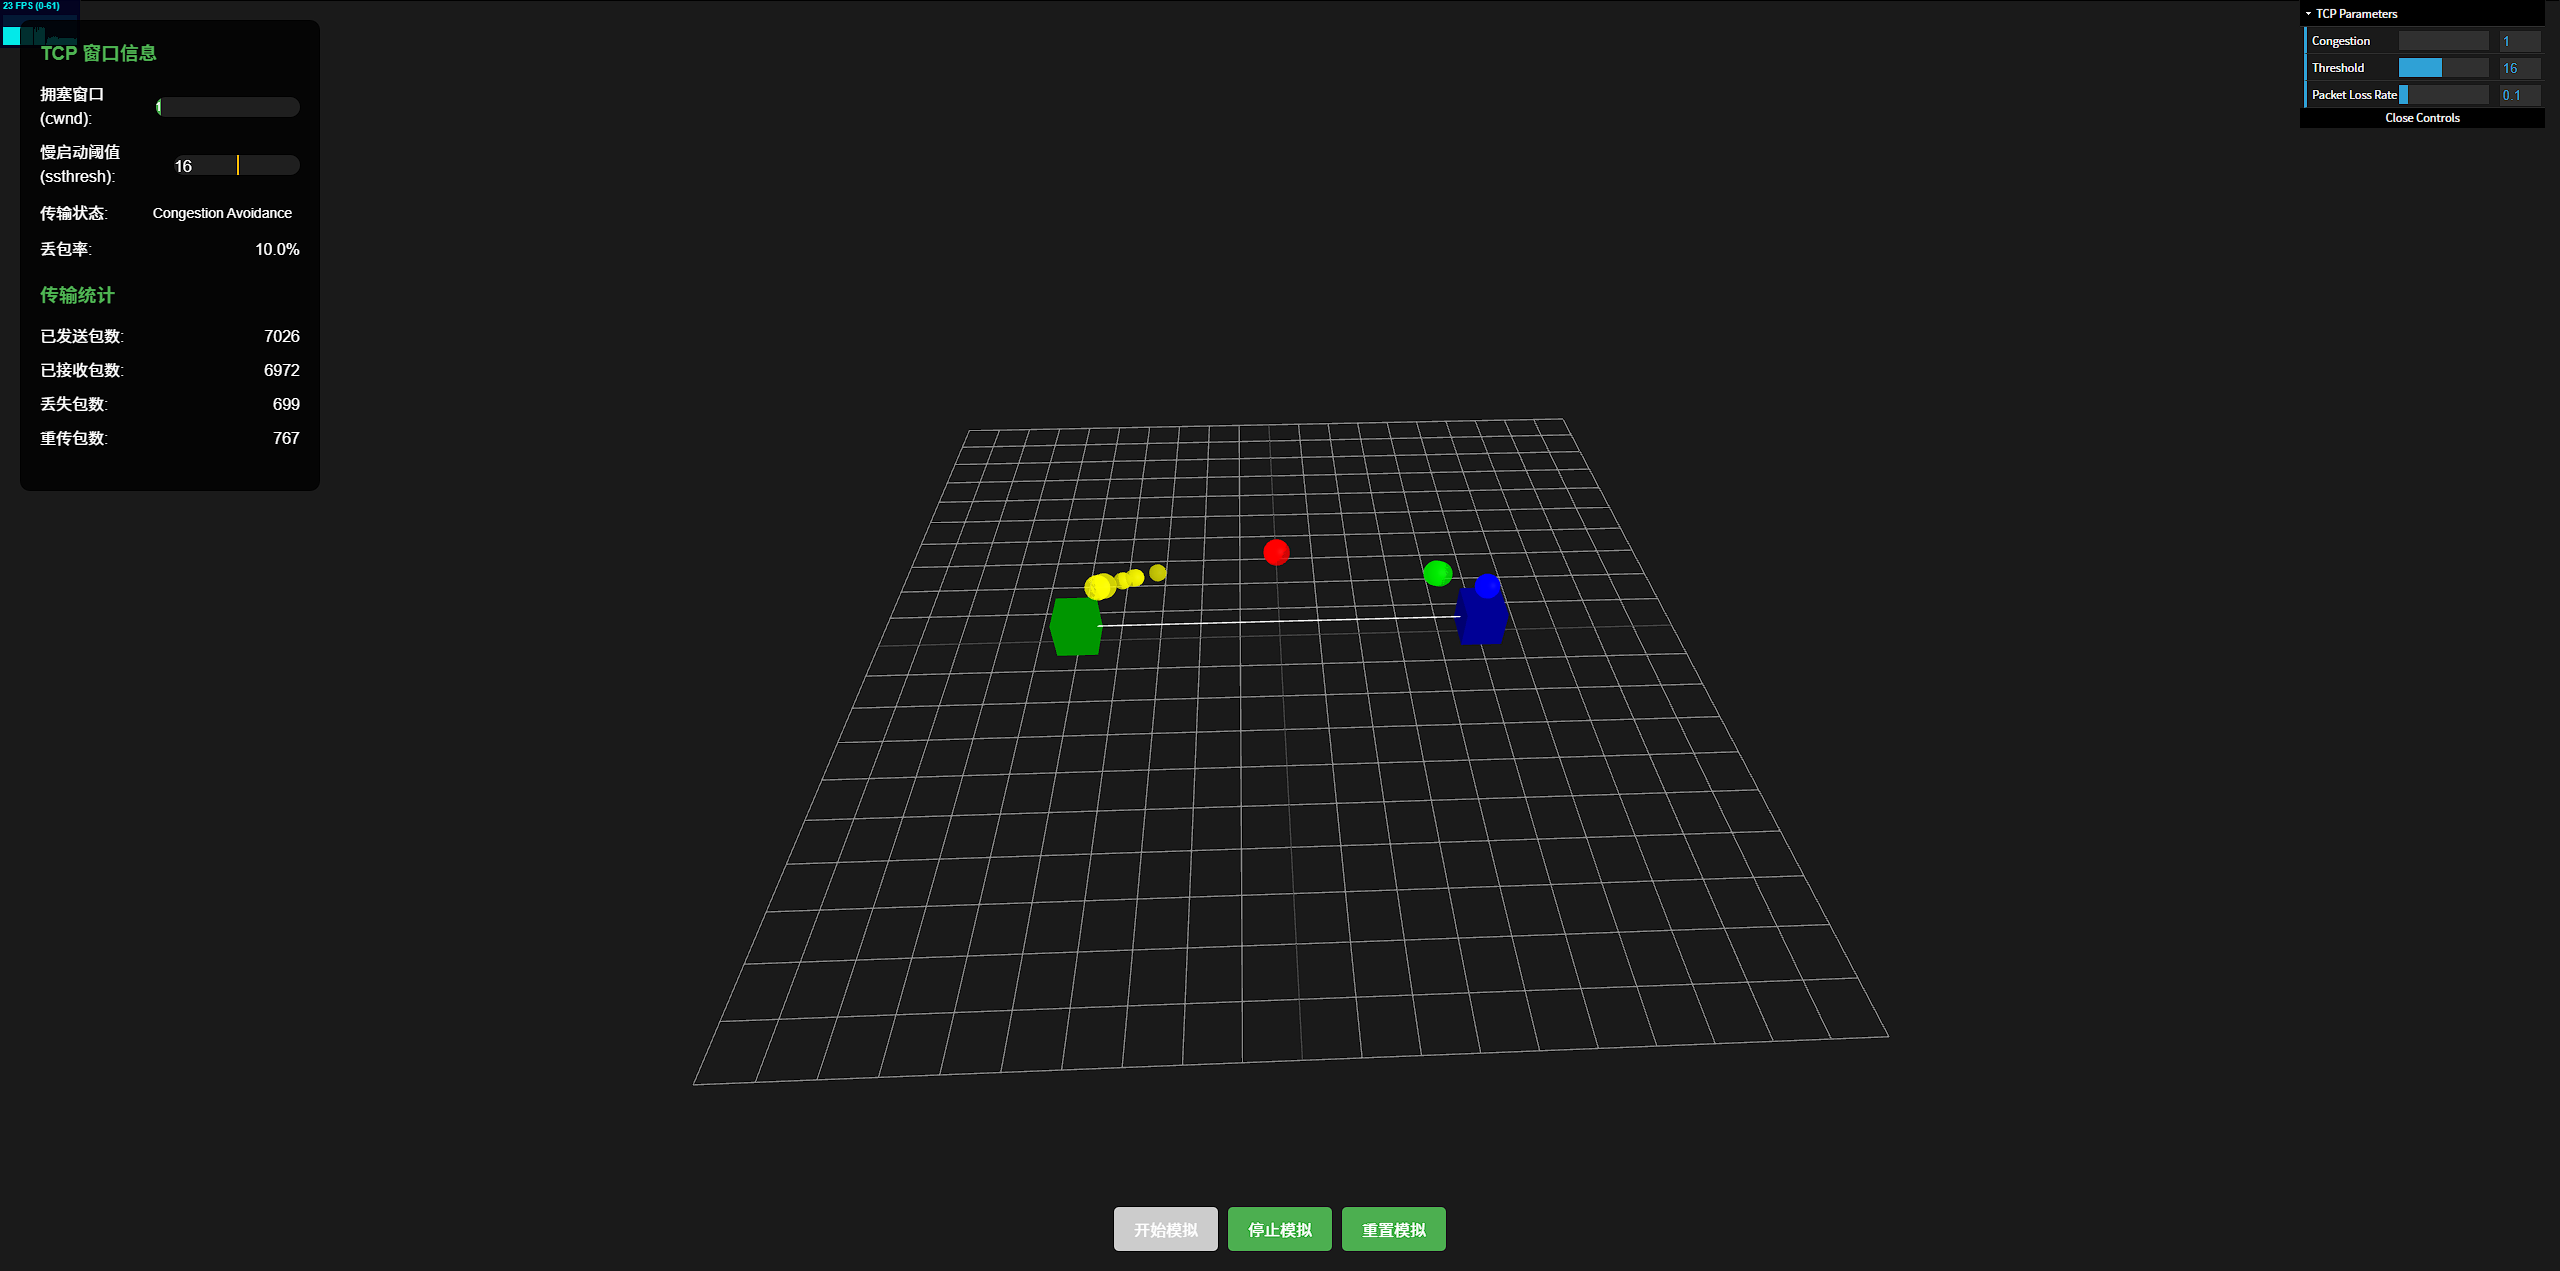 23 FPS (0-61)
TCP 窗口信息
拥塞窗口
(cwnd):
慢启动阈值
(ssthresh):
16
传输状态:
Congestion Avoidance
丢包率:
10.0%
传输统计
已发送包数:
7026
已接收包数:
6972
丢失包数:
699
重传包数:
767
TCP Parameters
Congestion
1
Threshold
16
Packet Loss Rate
0.1
Close Controls
开始模拟
停止模拟
重置模拟